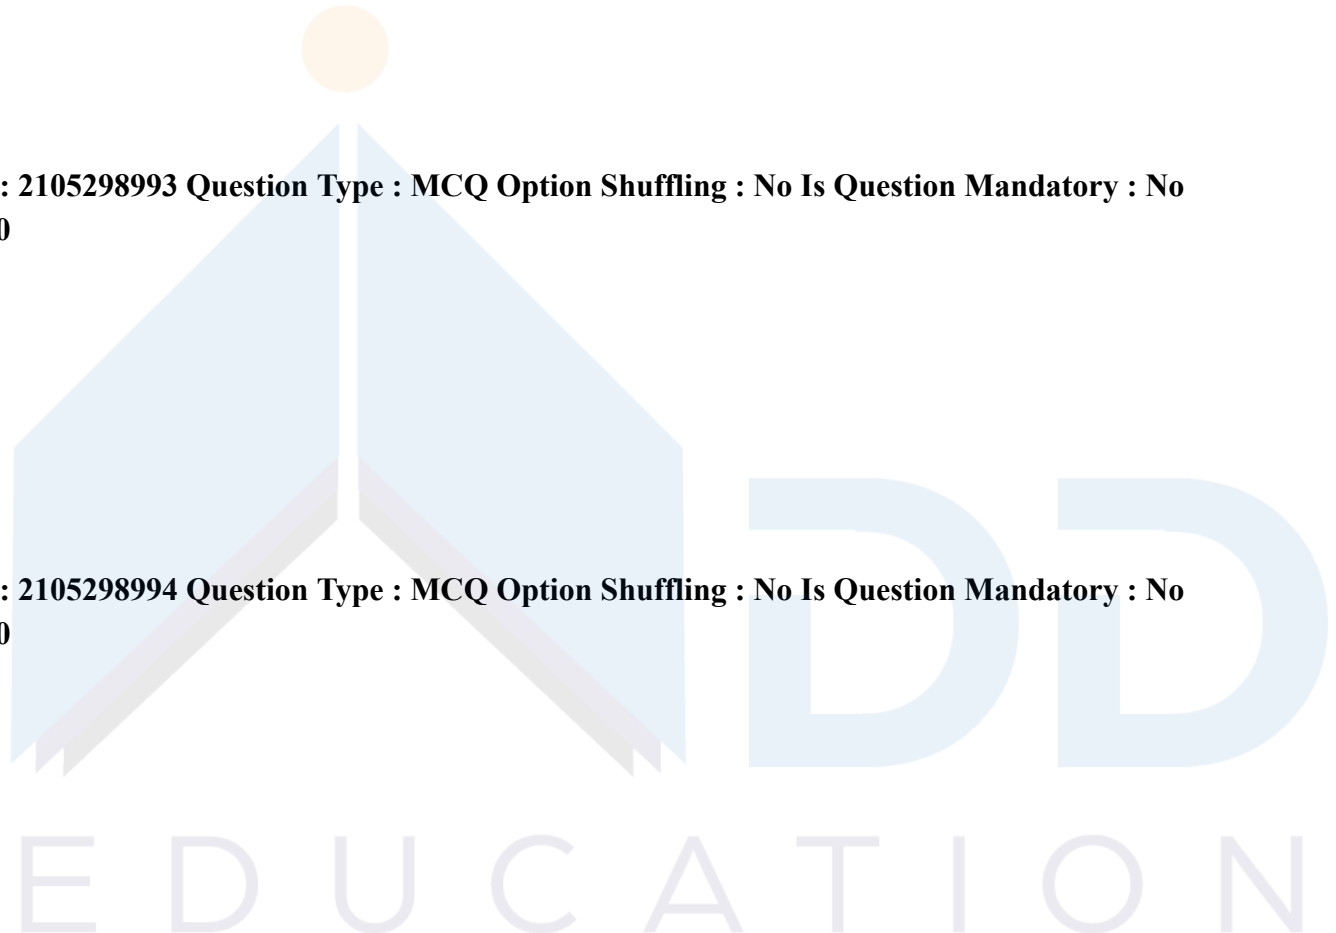 : 2105298993 Question Type : MCQ Option Shuffling : No Is Question Mandatory : No
0
: 2105298994 Question Type : MCQ Option Shuffling : No Is Question Mandatory : No
0
DD
EDUCATION